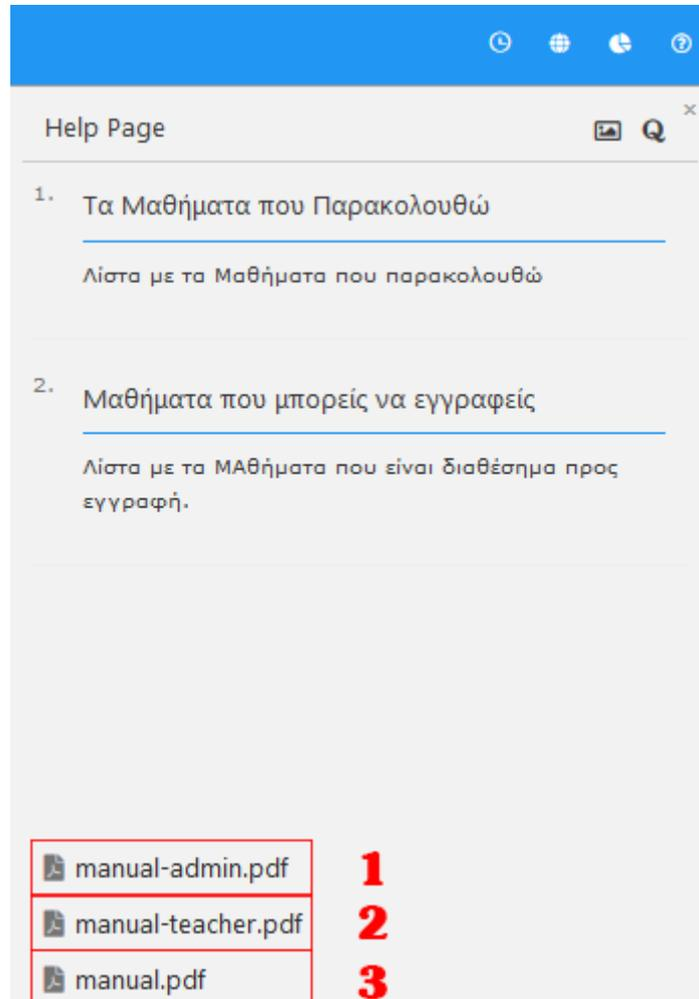 Help Page
Q
×
1.
Τα Μαθήματα που Παρακολουθώ
Λίστα με τα Μαθήματα που παρακολουθώ
2.
Μαθήματα που μπορείς να εγγραφείς
Λίστα με τα ΜΑθήματα που είναι διαθέσημα προς
εγγραφή.
manual-admin.pdf 1
manual-teacher.pdf 2
manual.pdf 3